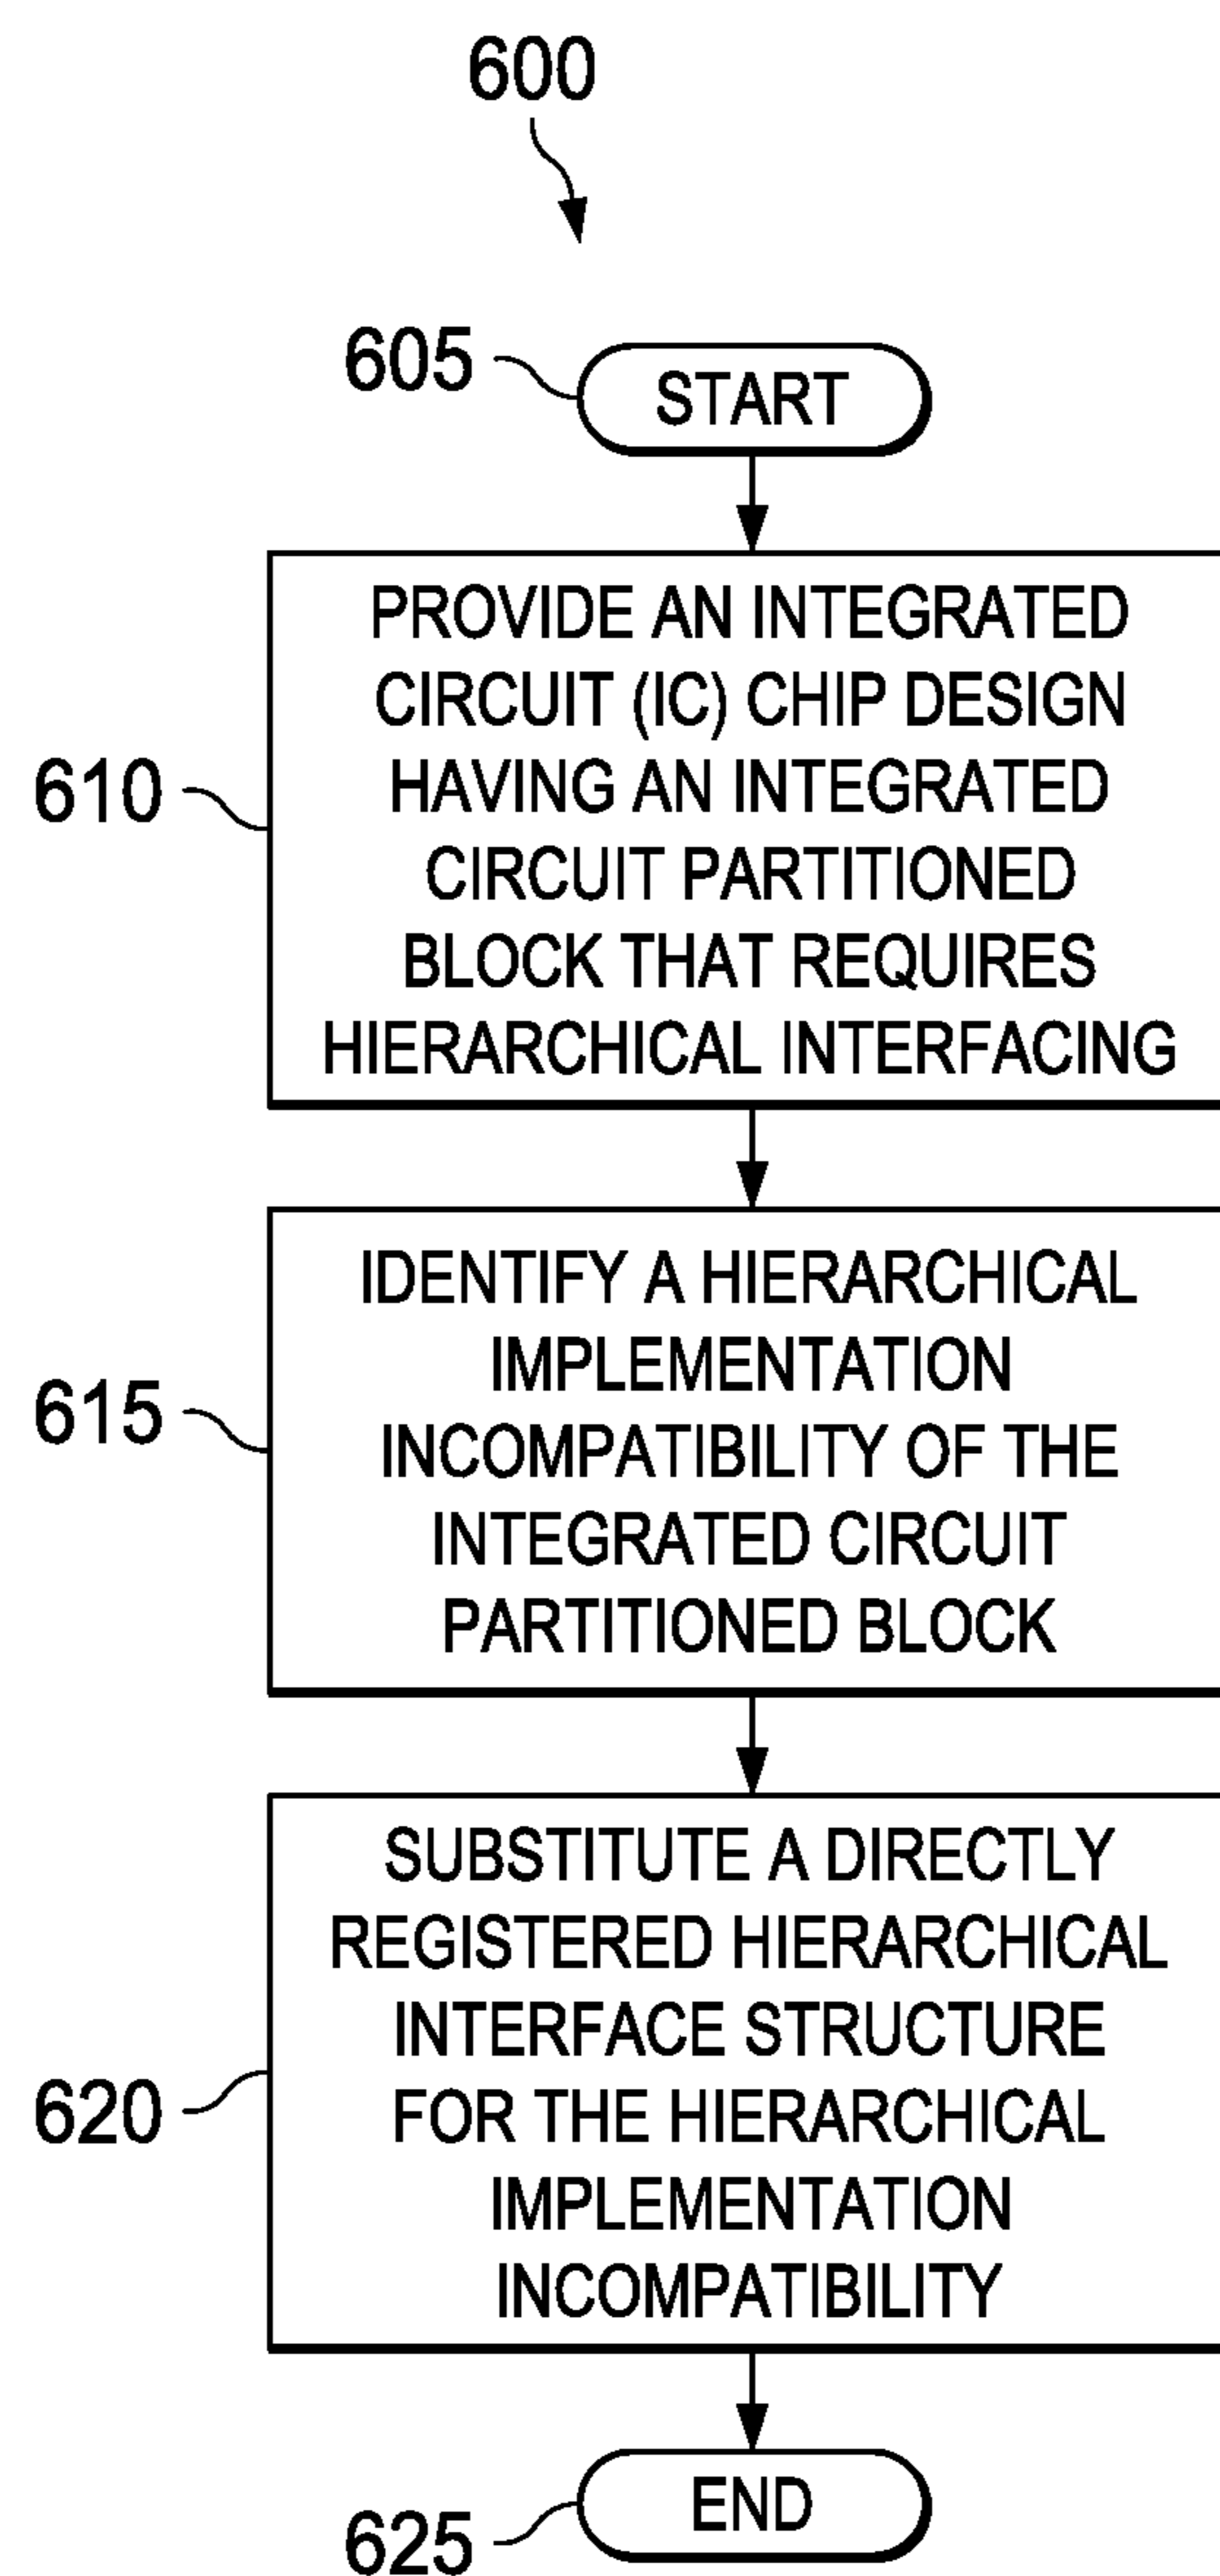 600
605
START
610
PROVIDE AN INTEGRATED
CIRCUIT (IC) CHIP DESIGN
HAVING AN INTEGRATED
CIRCUIT PARTITIONED
BLOCK THAT REQUIRES
HIERARCHICAL INTERFACING
615
IDENTIFY A HIERARCHICAL
IMPLEMENTATION
INCOMPATIBILITY OF THE
INTEGRATED CIRCUIT
PARTITIONED BLOCK
620
SUBSTITUTE A DIRECTLY
REGISTERED HIERARCHICAL
INTERFACE STRUCTURE
FOR THE HIERARCHICAL
IMPLEMENTATION
INCOMPATIBILITY
625
END